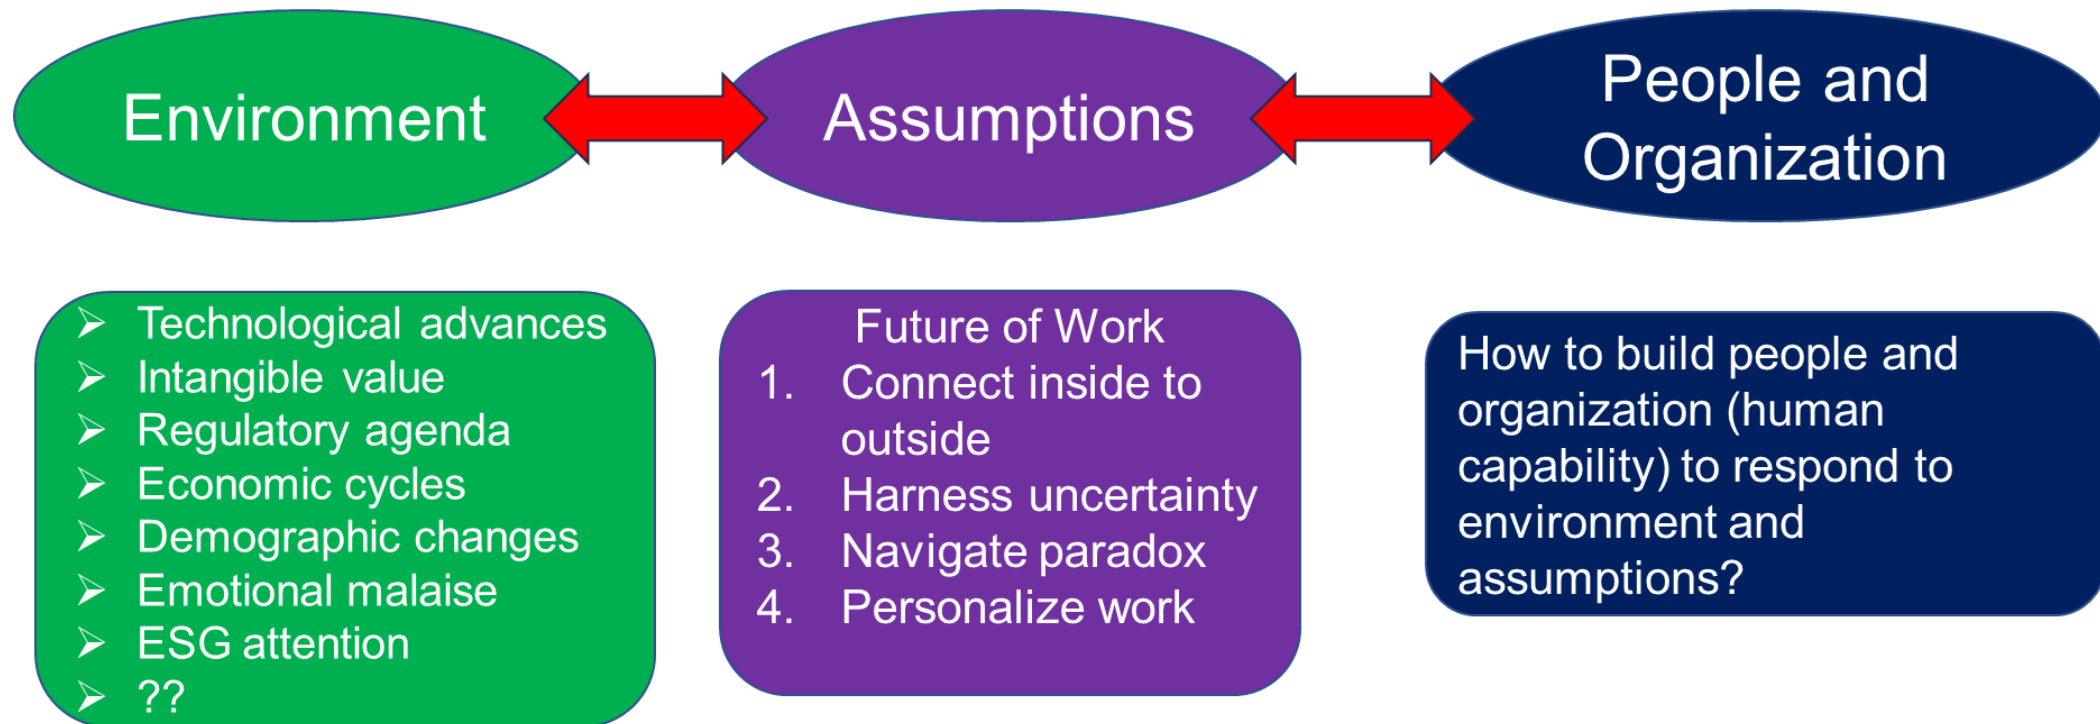 Environment
Assumptions
People and
Organization
➢ Technological advances
➢ Intangible value
➢ Regulatory agenda
➢ Economic cycles
➢ Demographic changes
➢ Emotional malaise
➢ ESG attention
➢ ??
Future of Work
1. Connect inside to
outside
2. Harness uncertainty
3. Navigate paradox
4. Personalize work
How to build people and
organization (human
capability) to respond to
environment and
assumptions?